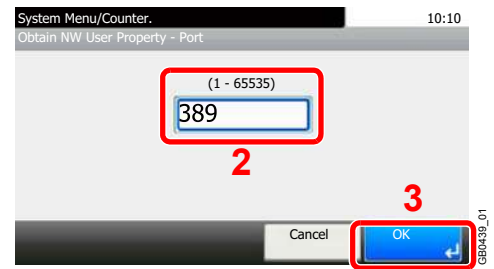 System Menu/Counter. 10:10
Obtain NW User Property - Port
(1 - 65535)
389
2
3
Cancel OK
GB0439_01